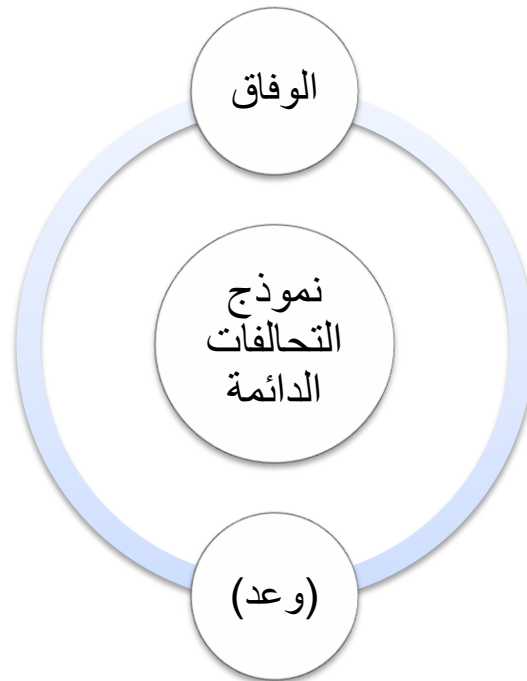 الوفاق
نموذج
التحالفات
الدائمة
(وعد)